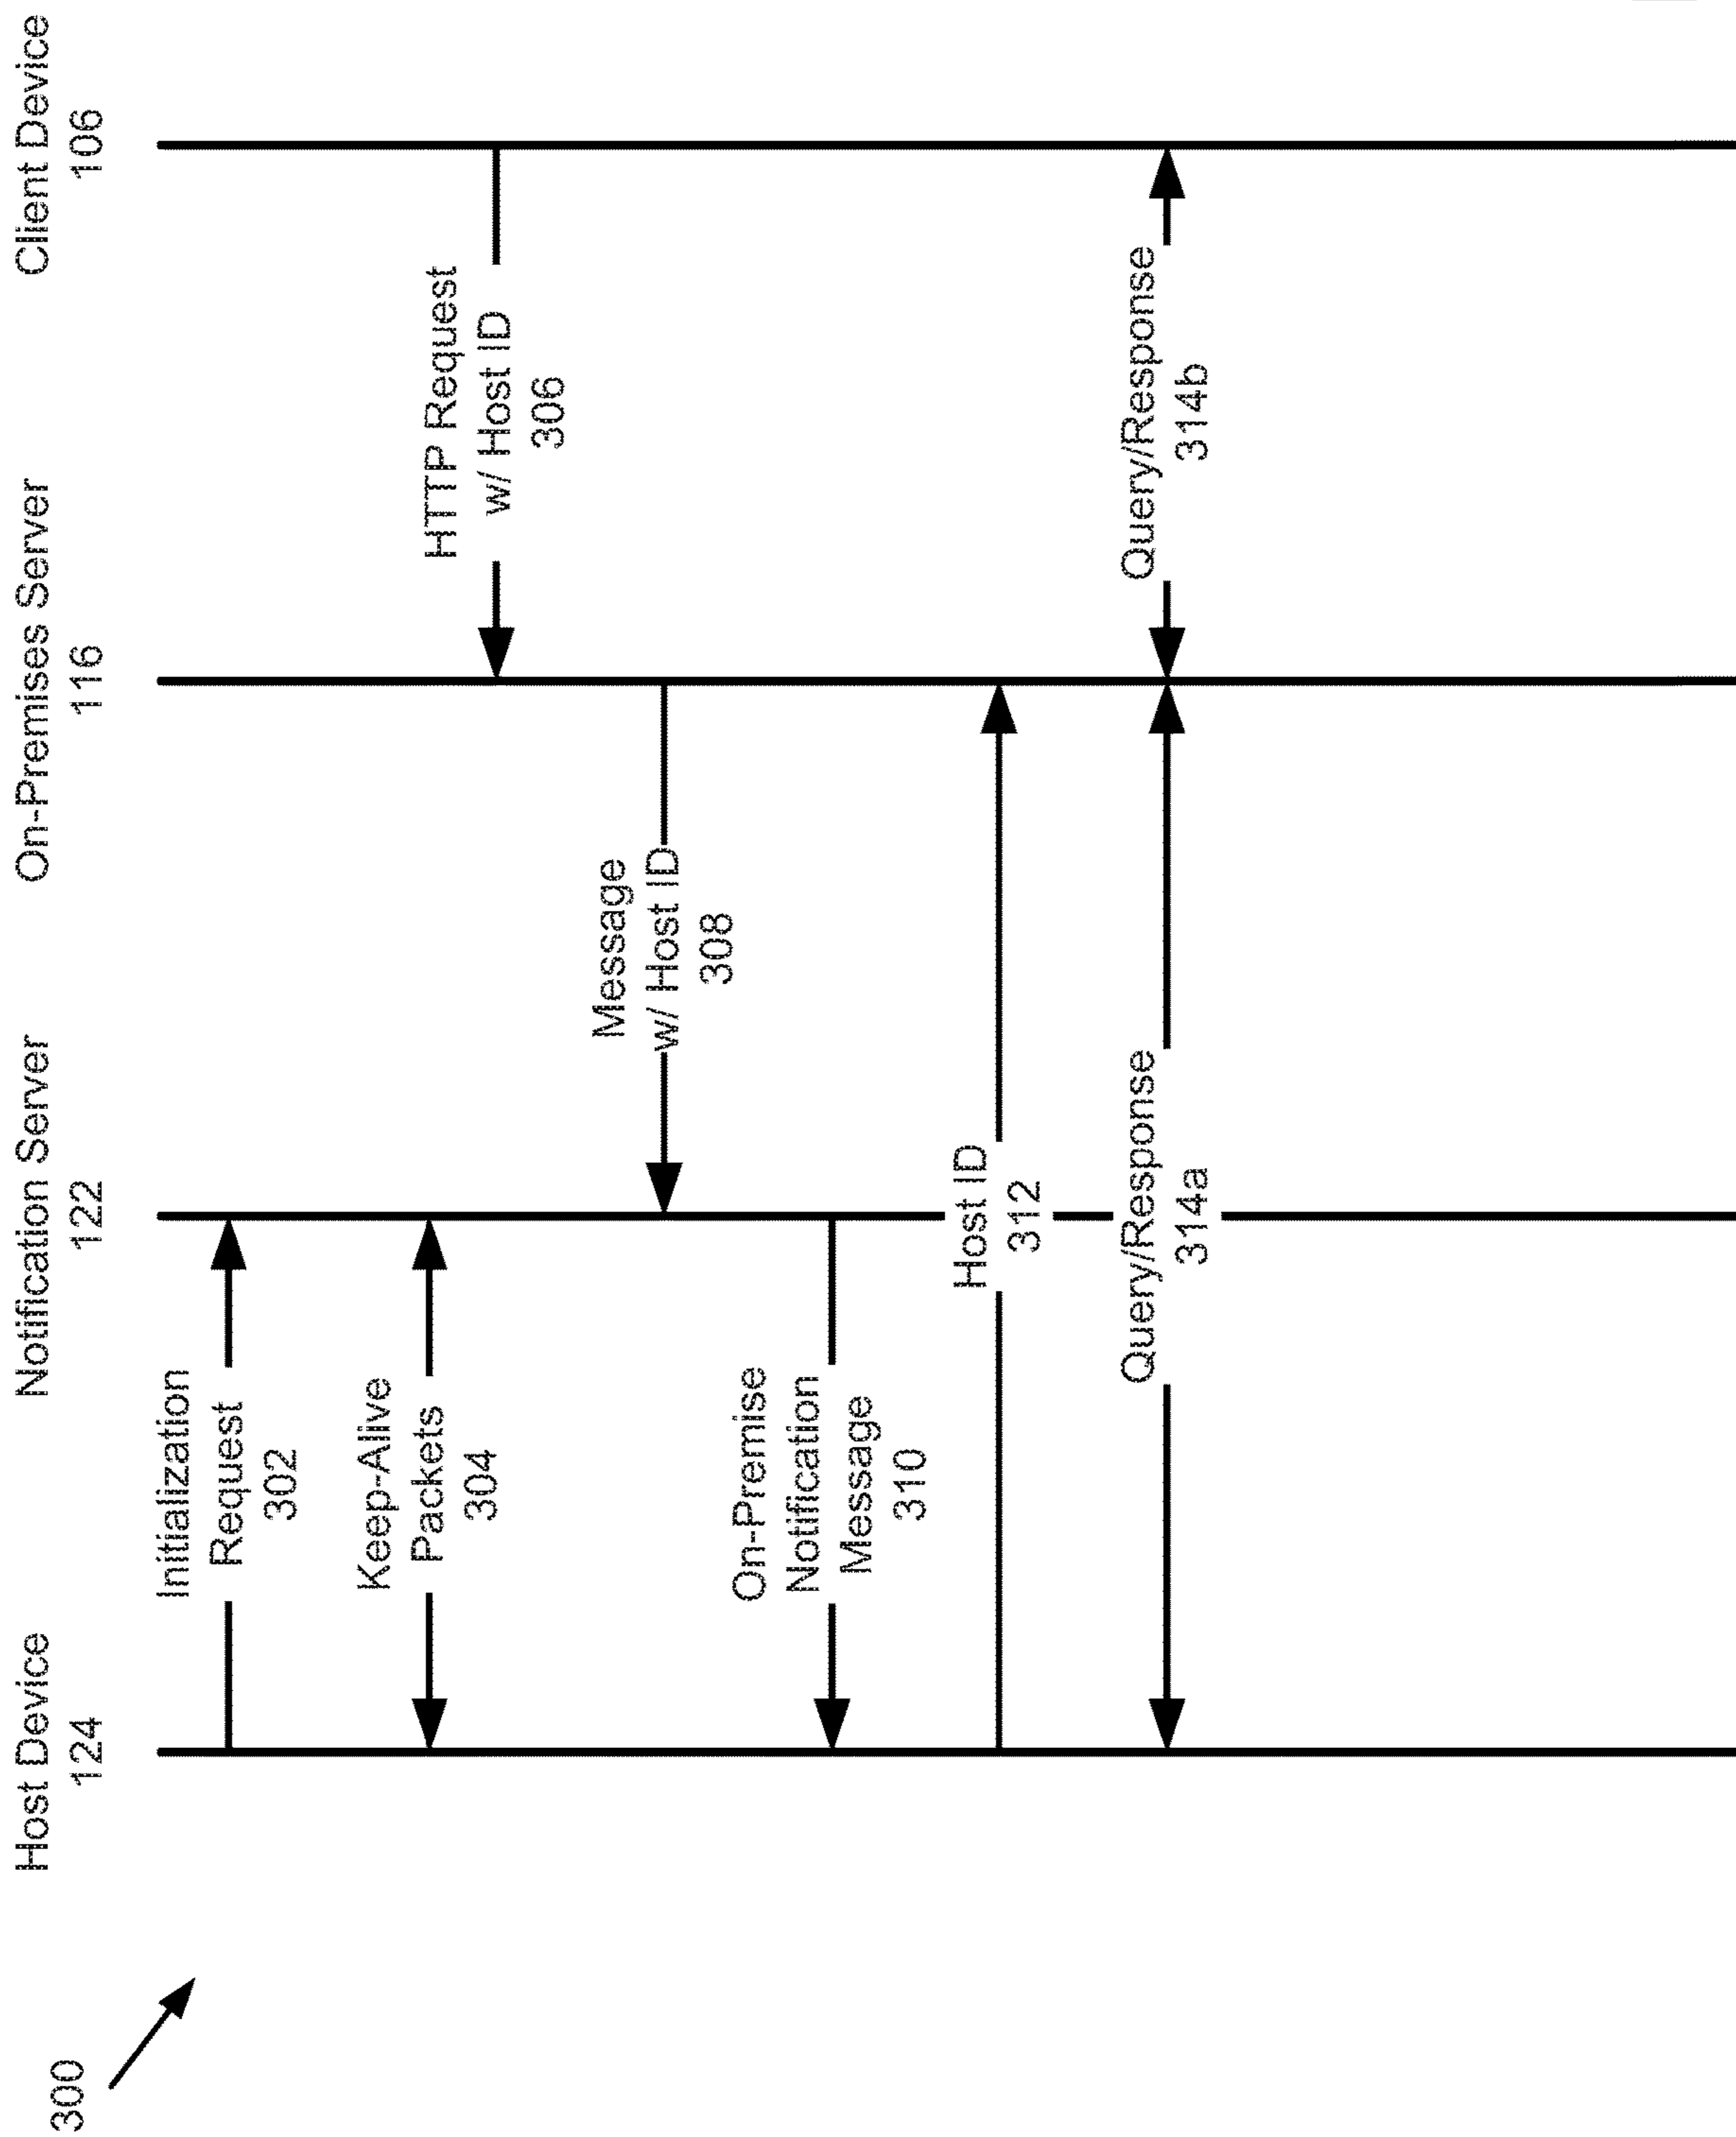 300
Host Device
124
Notification Server
122
On-Premises Server
116
Client Device
106
Initialization
Request
302
Keep-Alive
Packets
304
HTTP Request
w/ Host ID
306
Message
w/ Host ID
308
On-Premise
Notification
Message
310
Host ID
312
Query/Response
314a
Query/Response
314b